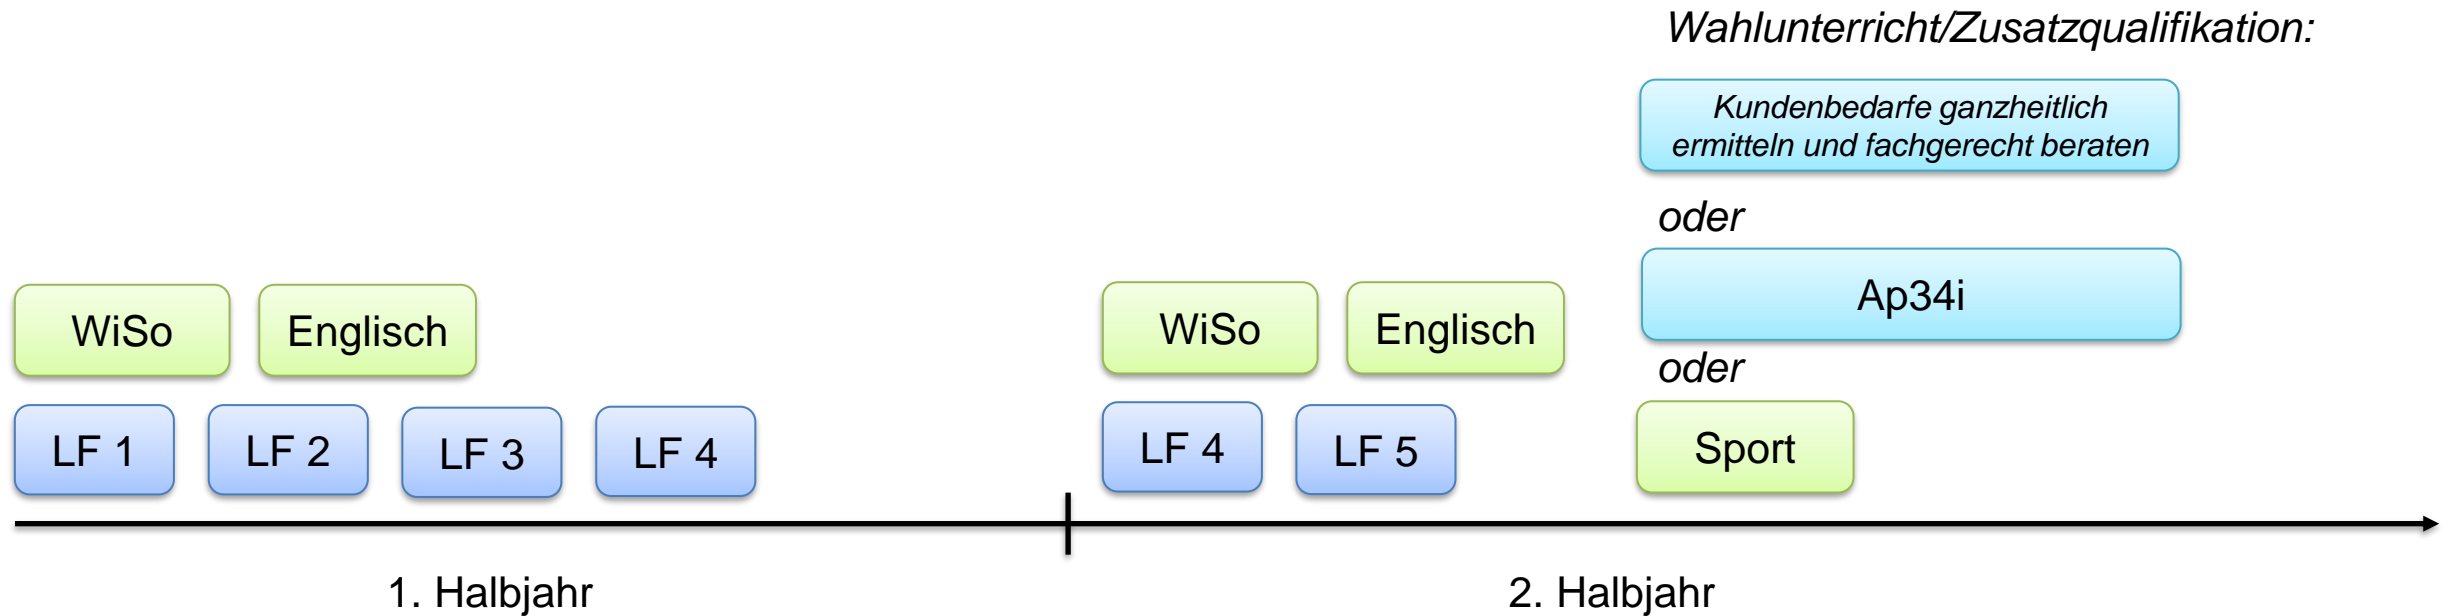 Wahlunterricht/Zusatzqualifikation:
Kundenbedarfe ganzheitlich
ermitteln und fachgerecht beraten
oder
Ap34i
oder
Sport
WiSo
Englisch
LF 1
LF 2
LF 3
LF 4
WiSo
Englisch
LF 4
LF 5
1. Halbjahr
2. Halbjahr